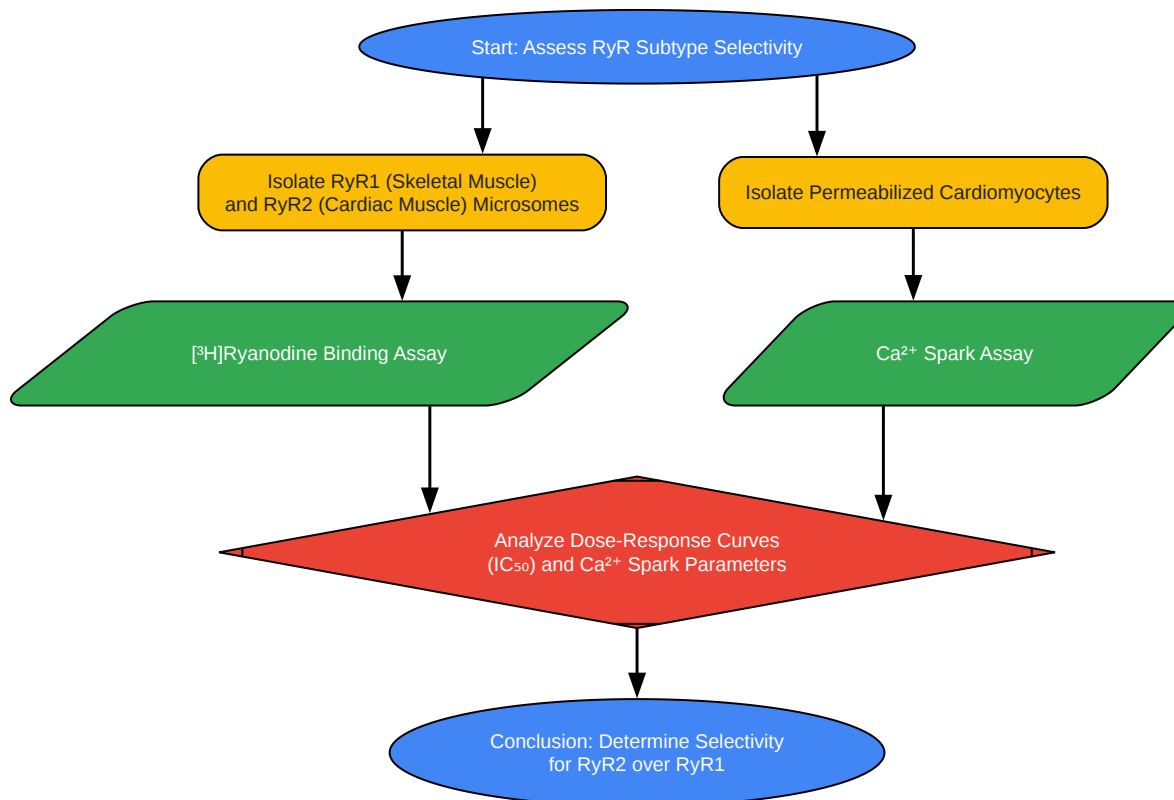 Start: Assess RyR Subtype Selectivity
Isolate RyR1 (Skeletal Muscle)
and RyR2 (Cardiac Muscle) Microsomes
Isolate Permeabilized Cardiomyocytes
[³H]Ryanodine Binding Assay
Ca²⁺ Spark Assay
Analyze Dose-Response Curves
(IC₅₀) and Ca²⁺ Spark Parameters
Conclusion: Determine Selectivity
for RyR2 over RyR1